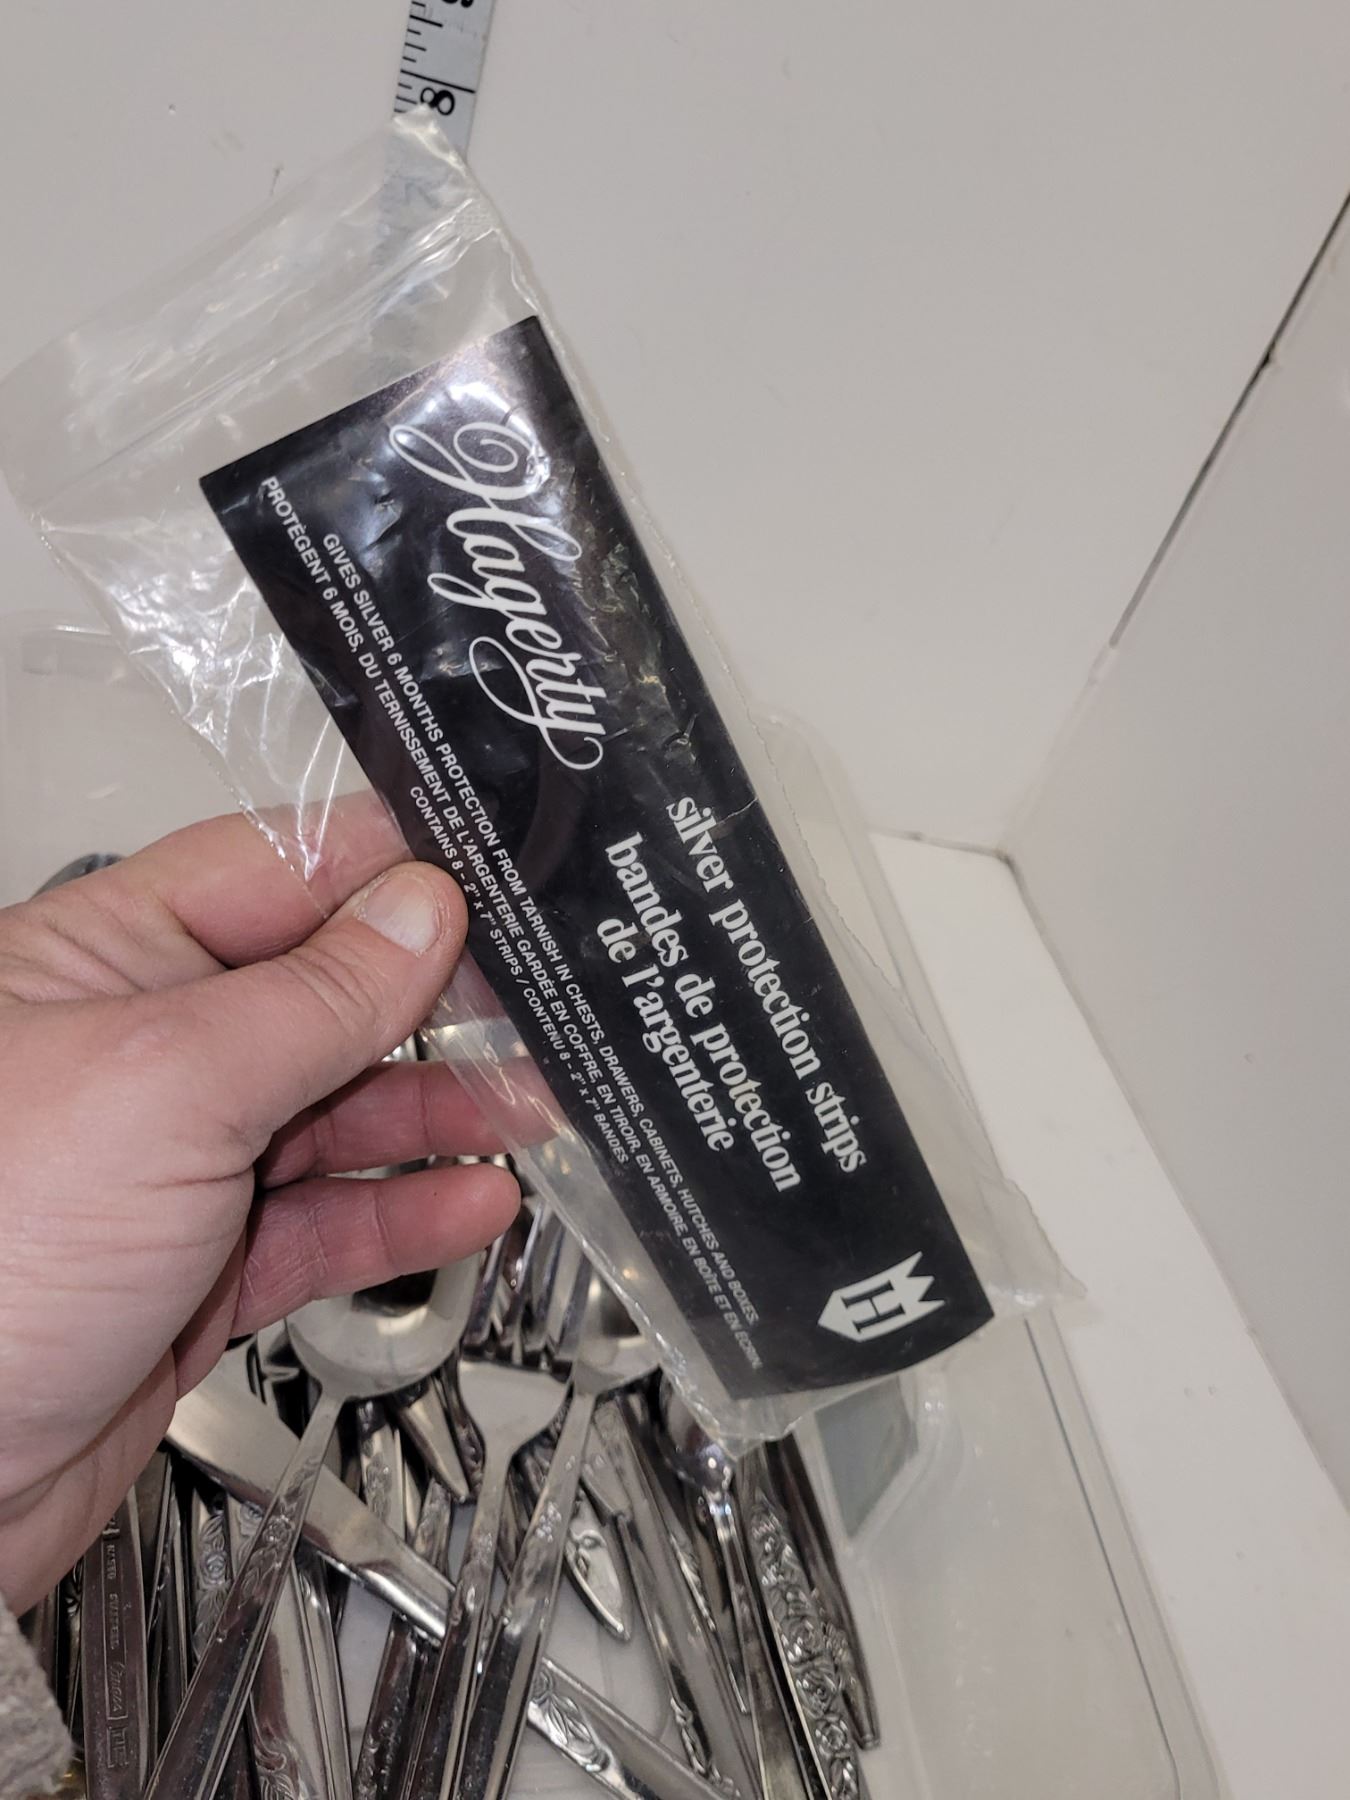 8
Hagerty
silver protection strips
bandes de protection
de l'argenterie
GIVES SILVER 6 MONTHS PROTECTION FROM TARNISH IN CHESTS, DRAWERS, CABINETS, HUTCHES AND BOXES.
PROTÈGENT 6 MOIS, DU TERNISSEMENT DE L'ARGENTERIE GARDÉE EN COFFRE, EN TIROIR, EN ARMOIRE, EN BOÎTE ET EN ÉCRIN.
CONTAINS 8 - 2" x 7" STRIPS / CONTENU 8 - 2" x 7" BANDES
H